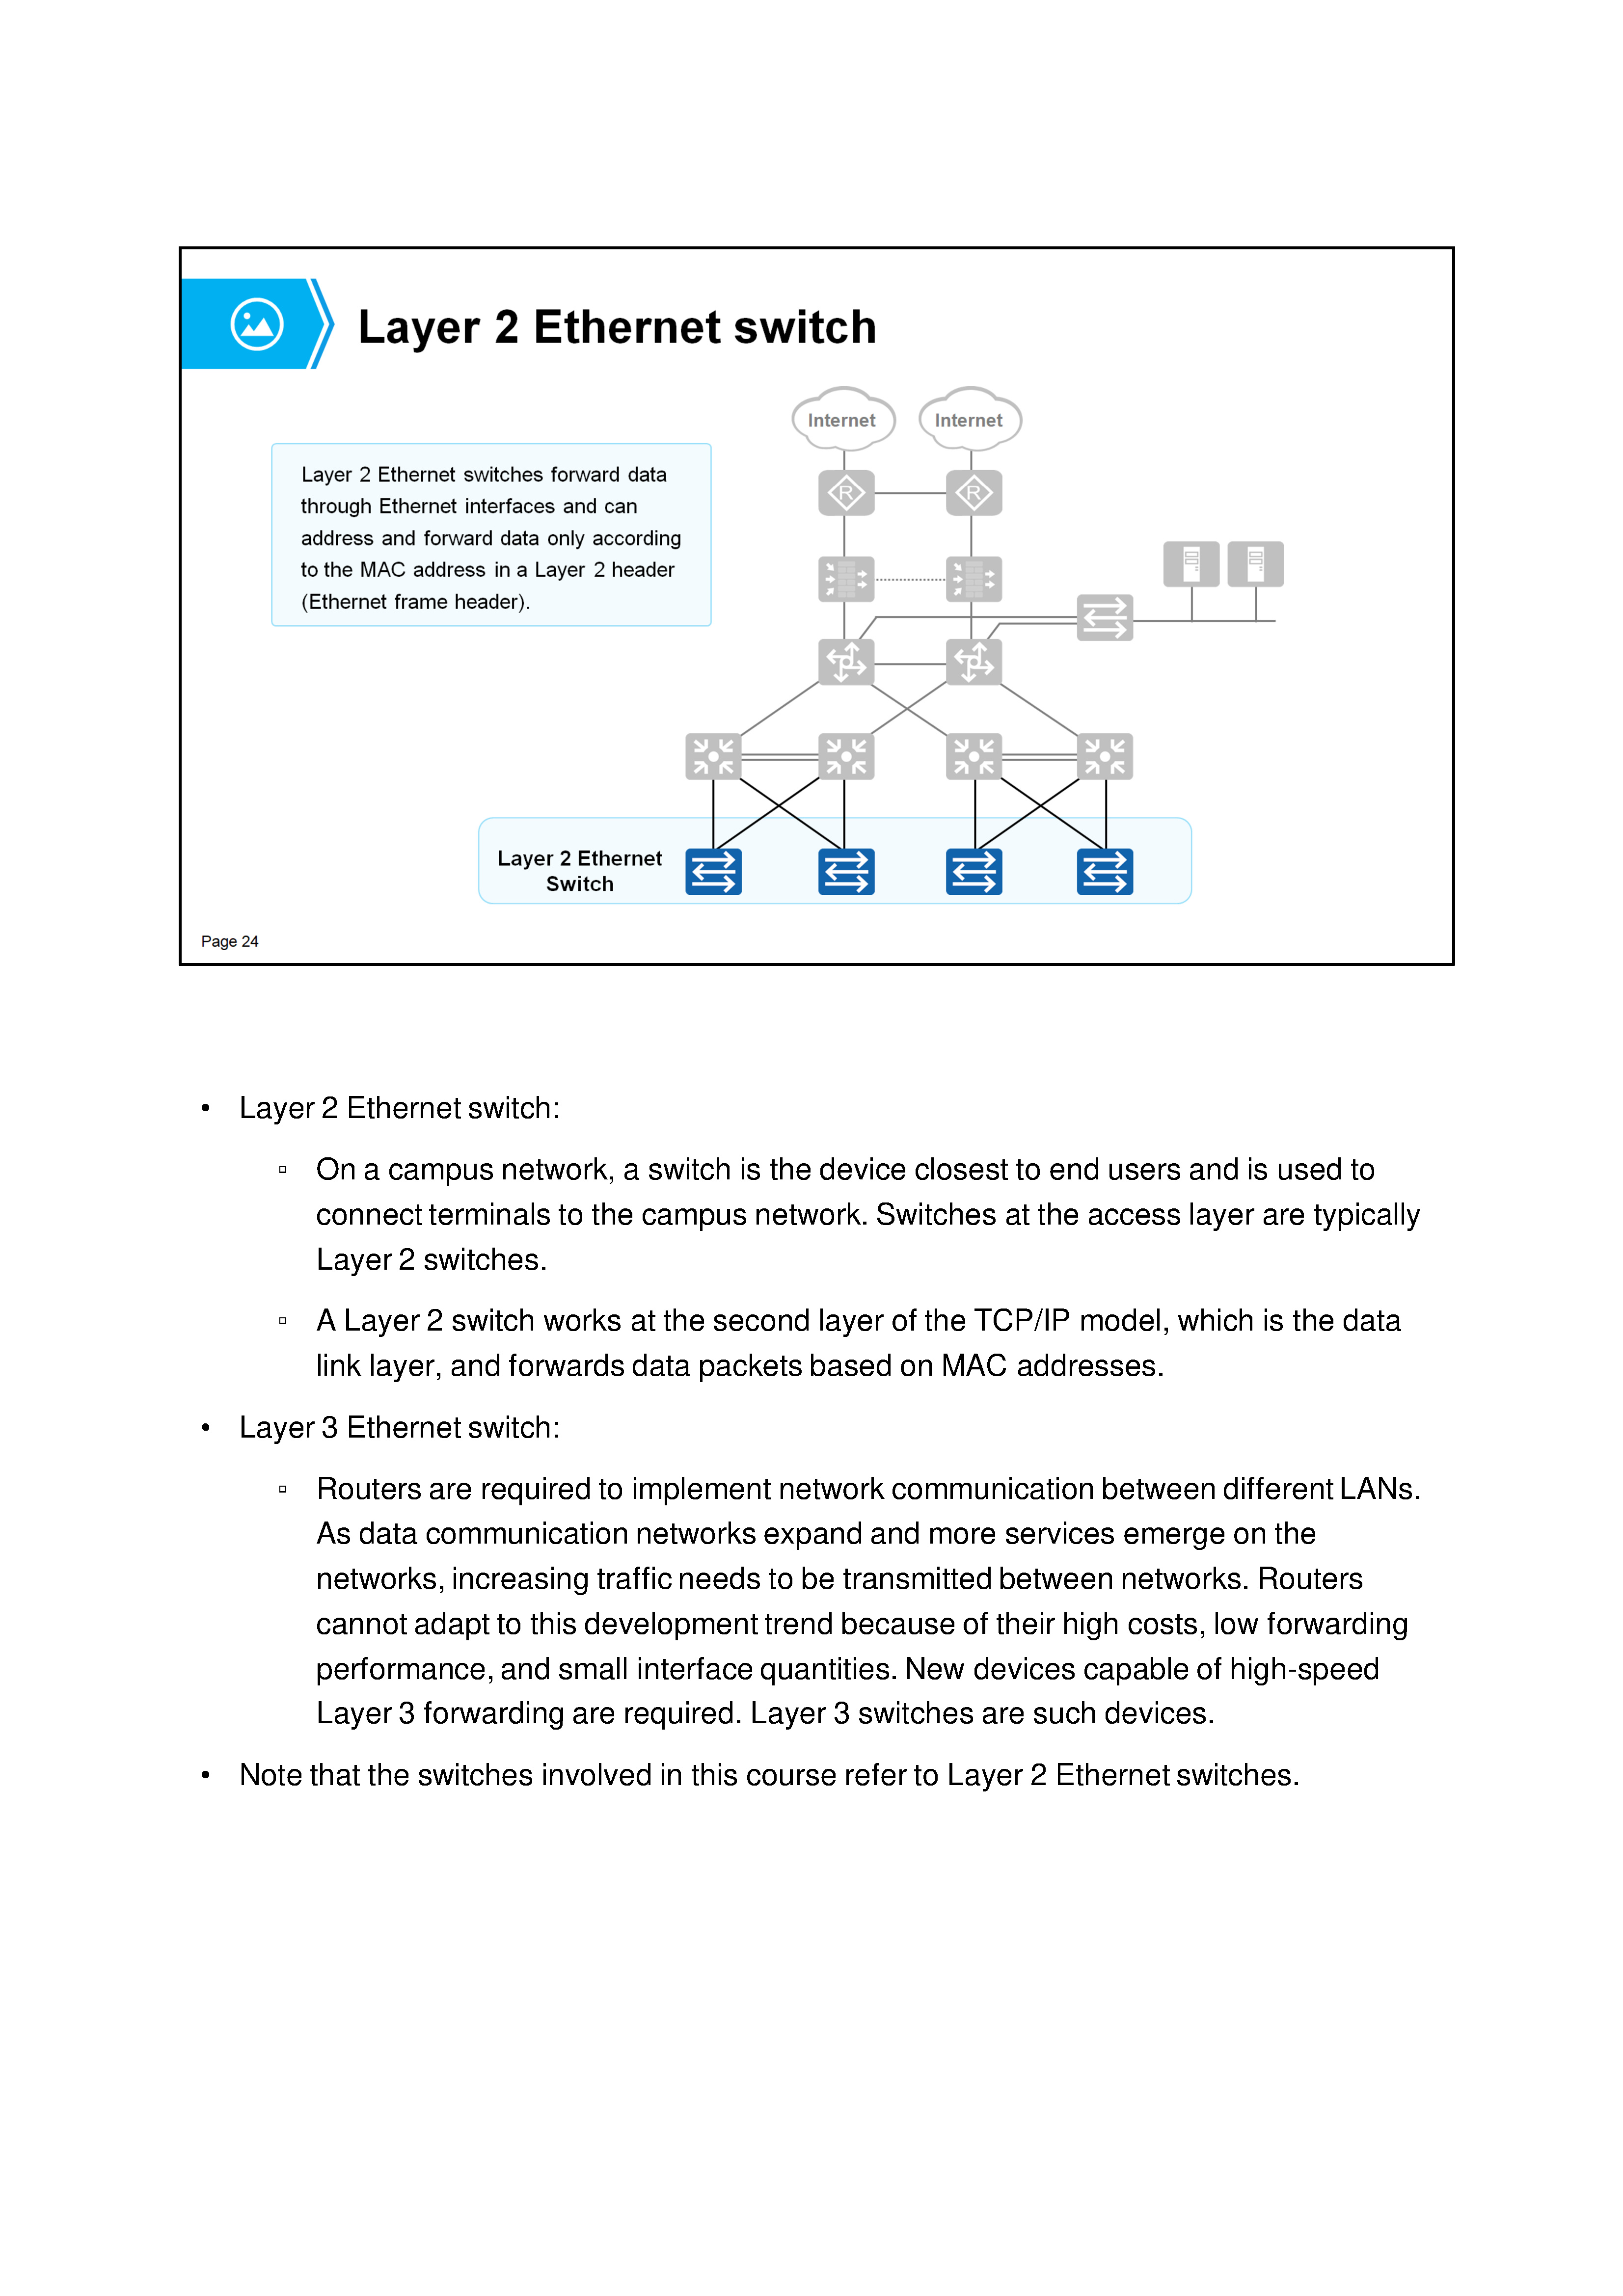 Layer 2 Ethernet switch
Internet
Internet
Layer 2 Ethernet switches forward data
through Ethernet interfaces and can
address and forward data only according
to the MAC address in a Layer 2 header
(Ethernet frame header).
R
R
Layer 2 Ethernet
Switch
Page 24
• Layer 2 Ethernet switch:
▫ On a campus network, a switch is the device closest to end users and is used to
connect terminals to the campus network. Switches at the access layer are typically
Layer 2 switches.
▫ A Layer 2 switch works at the second layer of the TCP/IP model, which is the data
link layer, and forwards data packets based on MAC addresses.
• Layer 3 Ethernet switch:
▫ Routers are required to implement network communication between different LANs.
As data communication networks expand and more services emerge on the
networks, increasing traffic needs to be transmitted between networks. Routers
cannot adapt to this development trend because of their high costs, low forwarding
performance, and small interface quantities. New devices capable of high-speed
Layer 3 forwarding are required. Layer 3 switches are such devices.
• Note that the switches involved in this course refer to Layer 2 Ethernet switches.